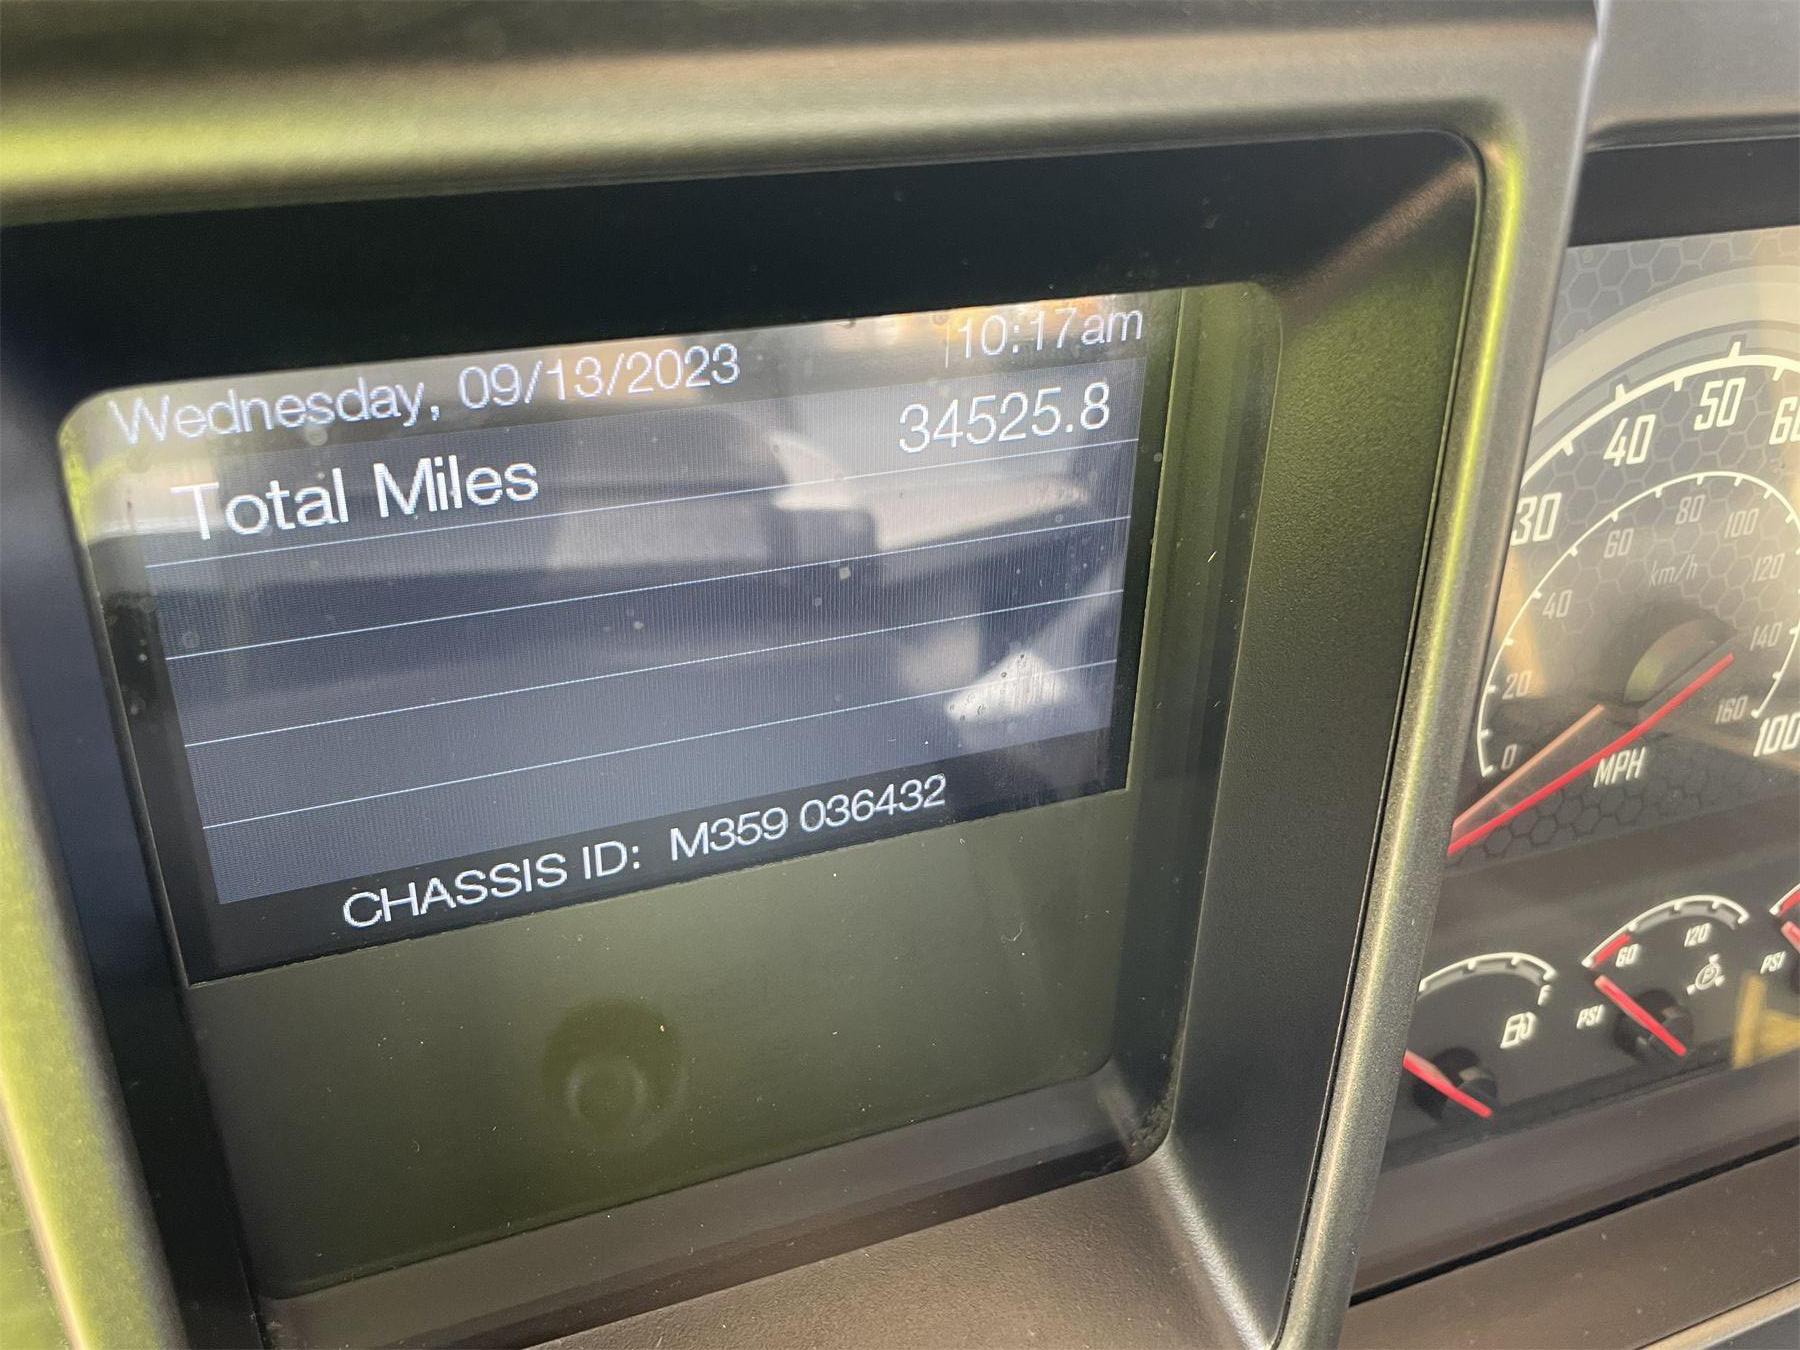 Wednesday, 09/13/2023 10:17am
Total Miles 34525.8
CHASSIS ID: M359 036432
0
20
30
40
50
60
100
MPH
40
60
80
100
120
140
160
km/h
F
PSI
60
120
P
PSI